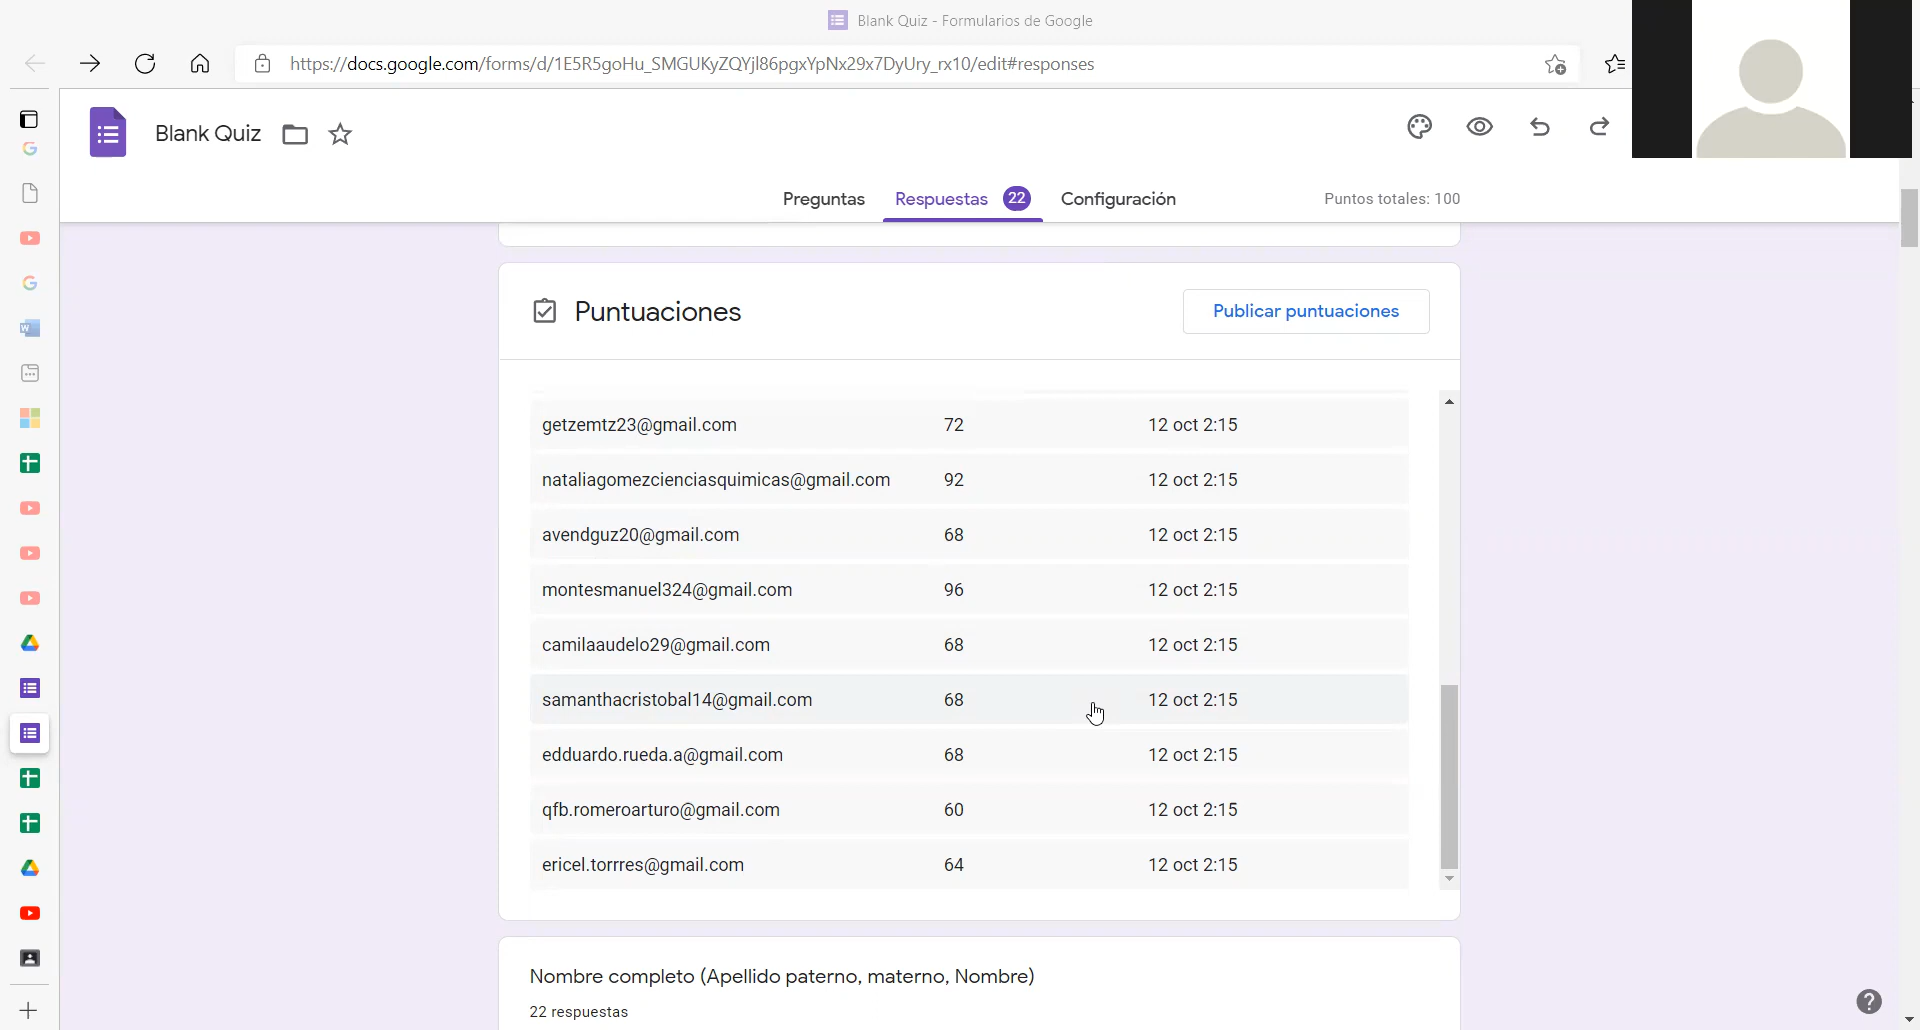 Blank Quiz - Formularios de Google
https://docs.google.com/forms/d/1E5R5goHu_SMGUKyZQYjl86pgxYpNx29x7DyUry_rx10/edit#responses
Blank Quiz
Preguntas Respuestas 22 Configuración Puntos totales: 100
Puntuaciones Publicar puntuaciones
getzemtz23@gmail.com 72 12 oct 2:15
nataliagomezcienciasquimicas@gmail.com 92 12 oct 2:15
avendguz20@gmail.com 68 12 oct 2:15
montesmanuel324@gmail.com 96 12 oct 2:15
camilaaudelo29@gmail.com 68 12 oct 2:15
samanthacristobal14@gmail.com 68 12 oct 2:15
edduardo.rueda.a@gmail.com 68 12 oct 2:15
qfb.romeroarturo@gmail.com 60 12 oct 2:15
ericel.torrres@gmail.com 64 12 oct 2:15
Nombre completo (Apellido paterno, materno, Nombre)
22 respuestas